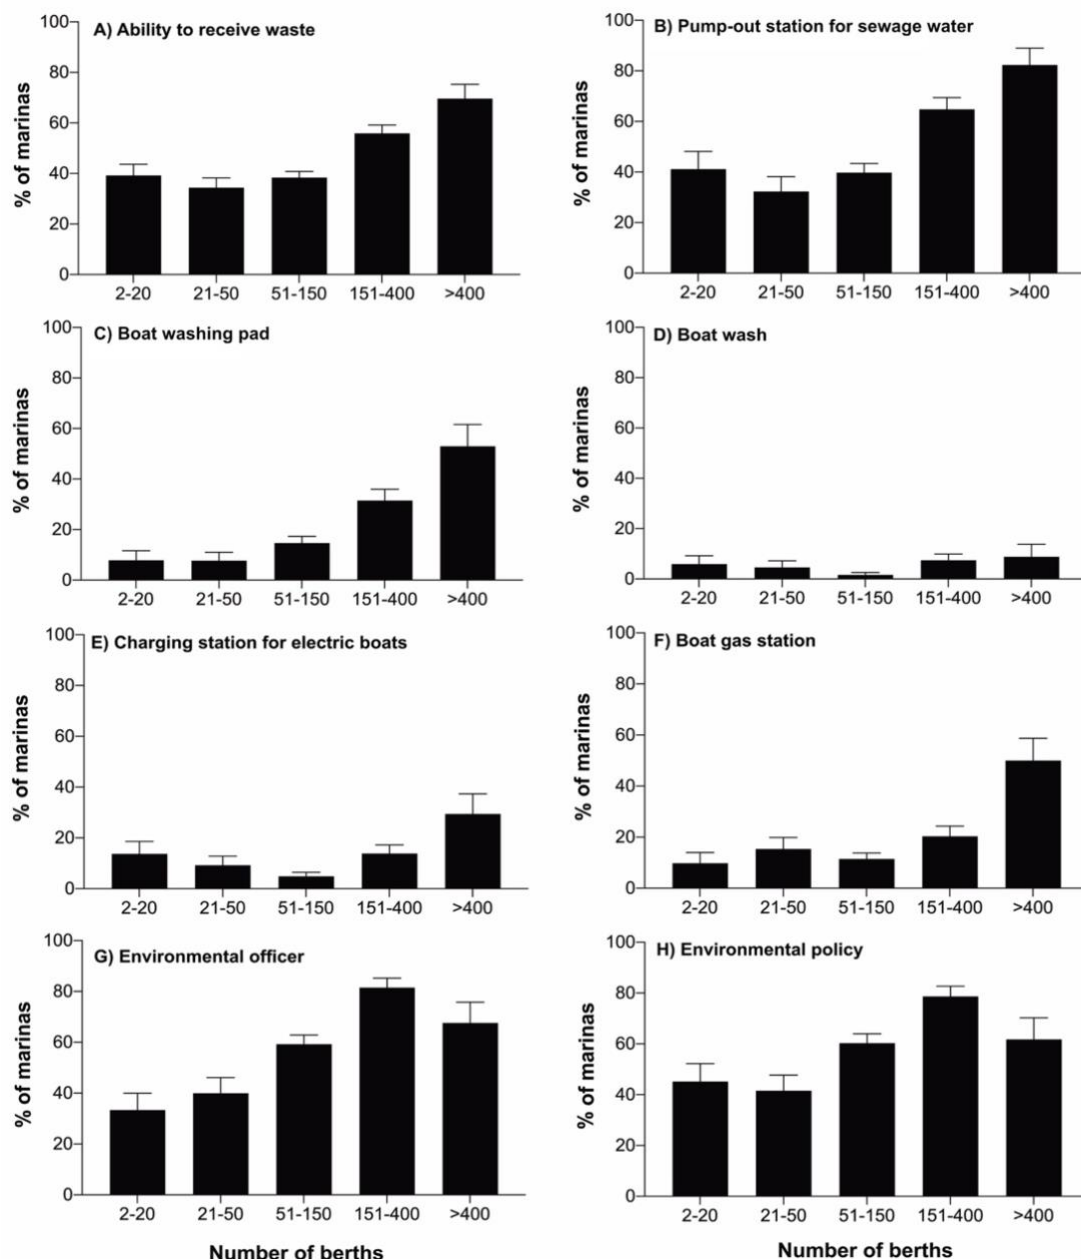 A) Ability to receive waste
% of marinas
100
80
60
40
20
0
2-20 21-50 51-150 151-400 >400
B) Pump-out station for sewage water
% of marinas
100
80
60
40
20
0
2-20 21-50 51-150 151-400 >400
C) Boat washing pad
% of marinas
100
80
60
40
20
0
2-20 21-50 51-150 151-400 >400
D) Boat wash
% of marinas
100
80
60
40
20
0
2-20 21-50 51-150 151-400 >400
E) Charging station for electric boats
% of marinas
100
80
60
40
20
0
2-20 21-50 51-150 151-400 >400
F) Boat gas station
% of marinas
100
80
60
40
20
0
2-20 21-50 51-150 151-400 >400
G) Environmental officer
% of marinas
100
80
60
40
20
0
2-20 21-50 51-150 151-400 >400
Number of berths
H) Environmental policy
% of marinas
100
80
60
40
20
0
2-20 21-50 51-150 151-400 >400
Number of berths